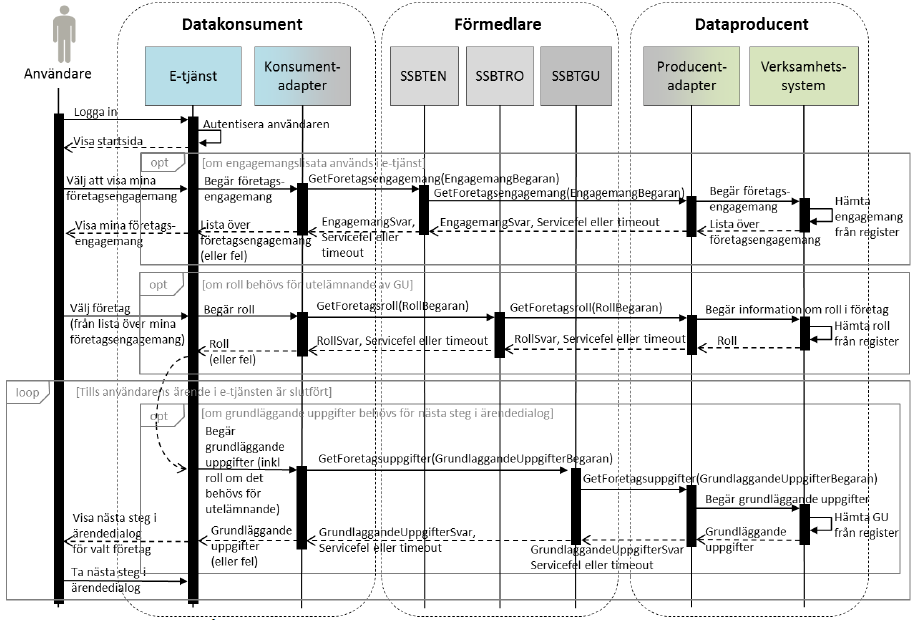 Datakonsument
Förmedlare
Dataproducent
Användare
E-tjänst
Konsument-
adapter
SSBTEN
SSBTRO
SSBTGU
Producent-
adapter
Verksamhets-
system
Logga in
Autentisera användaren
Visa startsida
opt
[om engagemangslisata används i e-tjänst]
Välj att visa mina
företagsengagemang
Begär företags-
engagemang
GetForetagsengagemang(EngagemangBegaran)
GetForetagsengagemang(EngagemangBegaran)
Begär företags-
engagemang
Hämta
engagemang
från register
Visa mina företags-
engagemang
Lista över
företagsengagemang
(eller fel)
EngagemangSvar,
Servicefel eller
timeout
EngagemangSvar, Servicefel eller timeout
Lista över
företagsengagemang
opt
[om roll behövs för utelämnande av GU]
Välj företag
(från lista över mina
företagsengagemang)
Begär roll
GetForetagsroll(RollBegaran)
GetForetagsroll(RollBegaran)
Begär information om roll i företag
Hämta roll
från register
Roll
(eller fel)
RollSvar, Servicefel eller timeout
RollSvar, Servicefel eller timeout
Roll
loop
[Tills användarens ärende i e-tjänsten är slutfört]
opt
[om grundläggande uppgifter behövs för nästa steg i ärendedialog]
Begär
grundläggande
uppgifter (inkl
roll om det
behövs för
utelämnande)
GetForetagsuppgifter(GrundlaggandeUppgifterBegaran)
GetForetagsuppgifter(GrundlaggandeUppgifterBegaran)
Begär grundläggande uppgifter
Hämta GU
från register
Visa nästa steg i
ärendedialog
för valt företag
Grundläggande
uppgifter
(eller fel)
GrundlaggandeUppgifterSvar,
Servicefel eller timeout
GrundlaggandeUppgifterSvar
Servicefel eller timeout
Grundläggande
uppgifter
Ta nästa steg i
ärendedialog